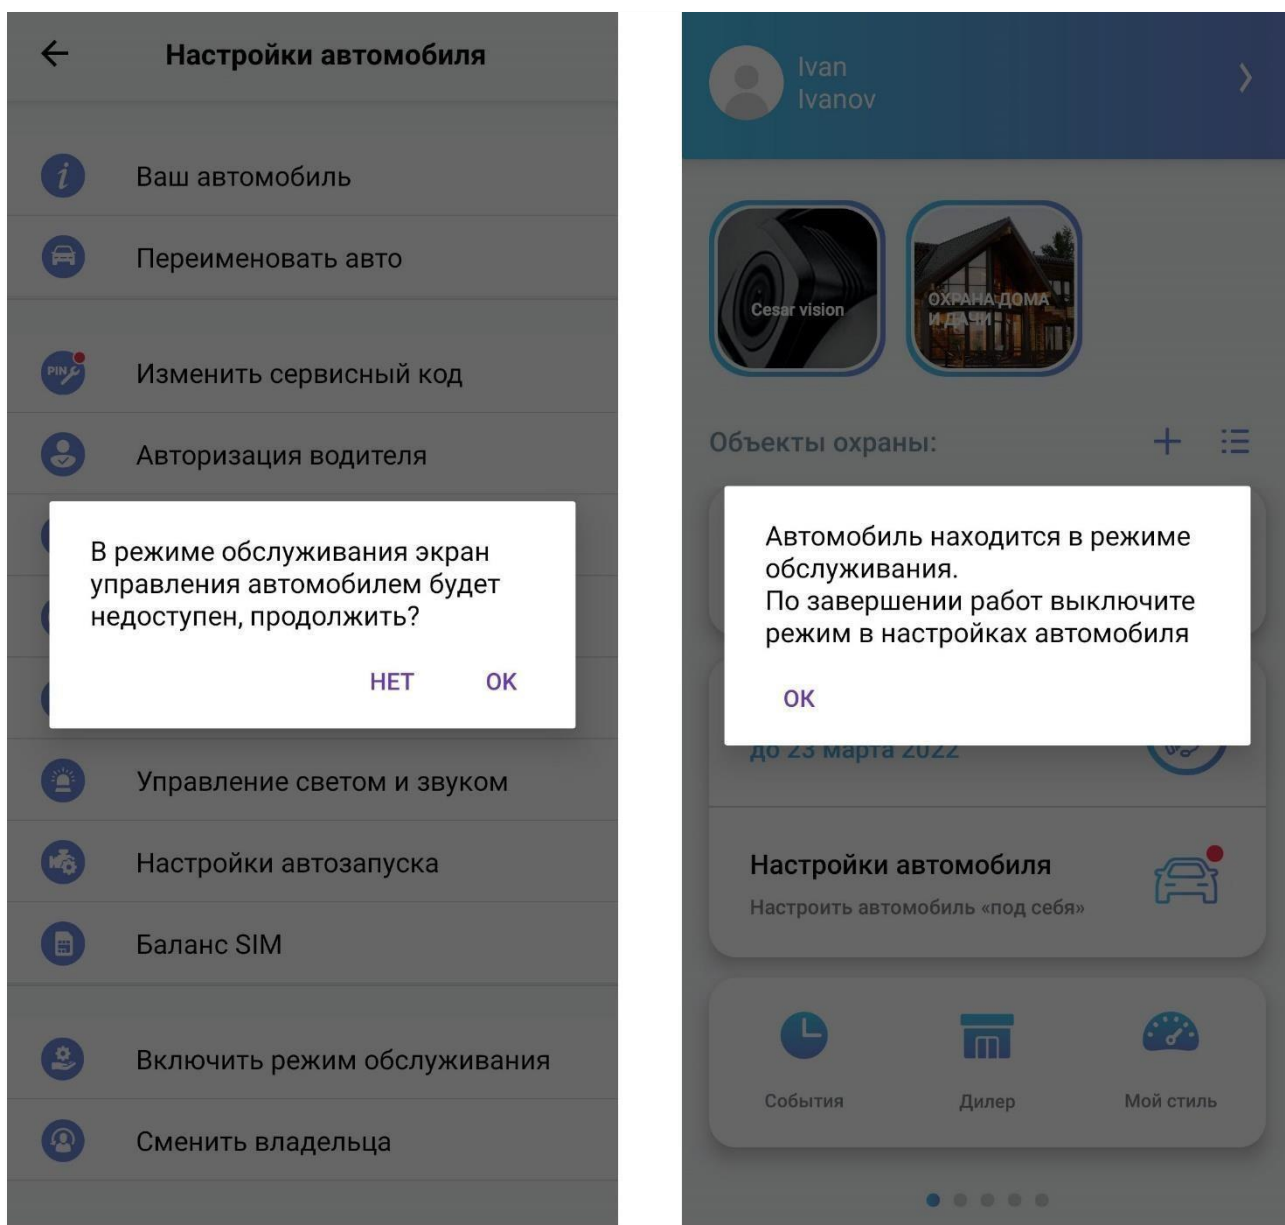 Настройки автомобиля
Ваш автомобиль
Переименовать авто
PIN
Изменить сервисный код
Авторизация водителя
В режиме обслуживания экран
управления автомобилем будет
недоступен, продолжить?
НЕТ
OK
Управление светом и звуком
Настройки автозапуска
Баланс SIM
Включить режим обслуживания
Сменить владельца
Ivan
Ivanov
Cesar vision
ОХРАНА ДОМА
И ДАЧИ
Объекты охраны:
Автомобиль находится в режиме
обслуживания.
По завершении работ выключите
режим в настройках автомобиля
ОК
до 23 марта 2022
Настройки автомобиля
Настроить автомобиль «под себя»
События
Дилер
Мой стиль